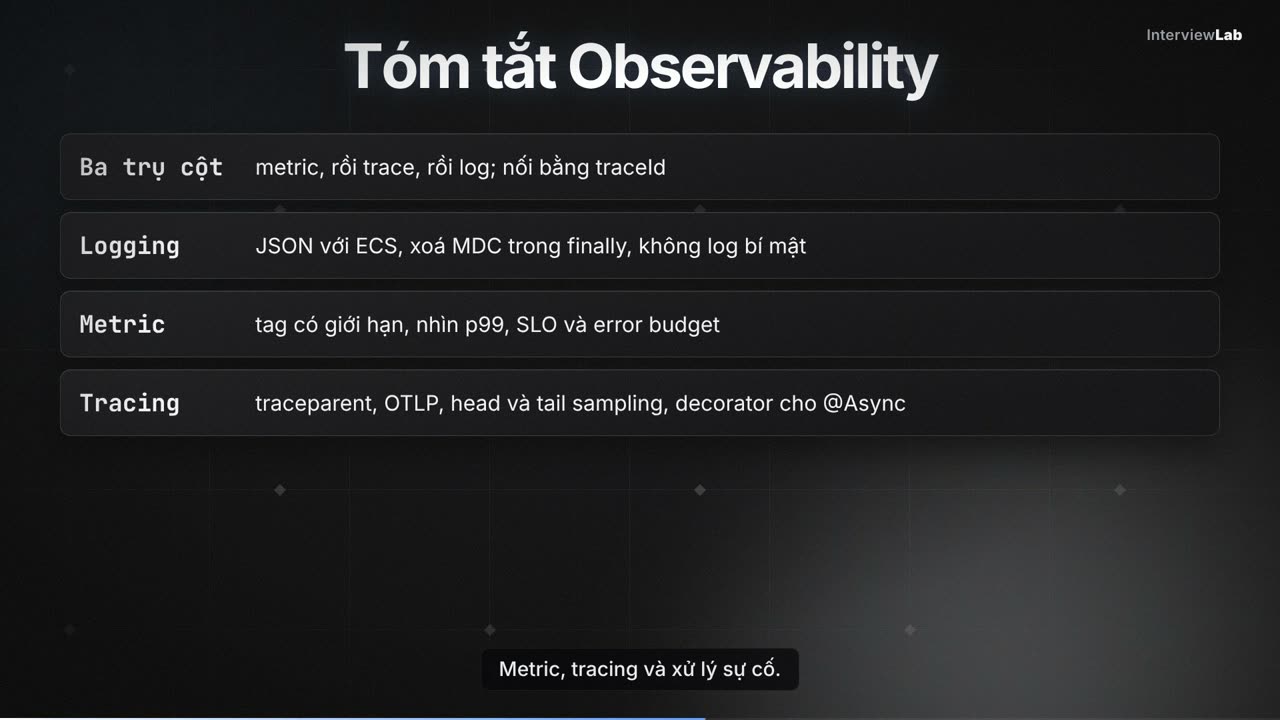 InterviewLab
Tóm tắt Observability
Ba trụ cột metric, rồi trace, rồi log; nối bằng traceId
Logging JSON với ECS, xoá MDC trong finally, không log bí mật
Metric tag có giới hạn, nhìn p99, SLO và error budget
Tracing traceparent, OTLP, head và tail sampling, decorator cho @Async
Metric, tracing và xử lý sự cố.